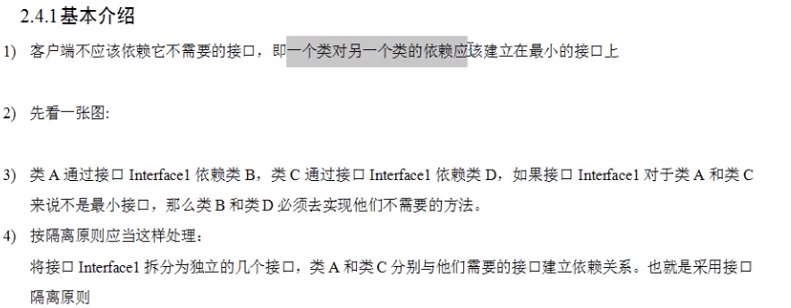 2.4.1基本介绍
1) 客户端不应该依赖它不需要的接口，即一个类对另一个类的依赖应该建立在最小的接口上
2) 先看一张图:
3) 类 A 通过接口 Interface1 依赖类 B，类 C 通过接口 Interface1 依赖类 D，如果接口 Interface1 对于类 A 和类 C
来说不是最小接口，那么类 B 和类 D 必须去实现他们不需要的方法。
4) 按隔离原则应当这样处理：
将接口 Interface1 拆分为独立的几个接口，类 A 和类 C 分别与他们需要的接口建立依赖关系。也就是采用接口
隔离原则